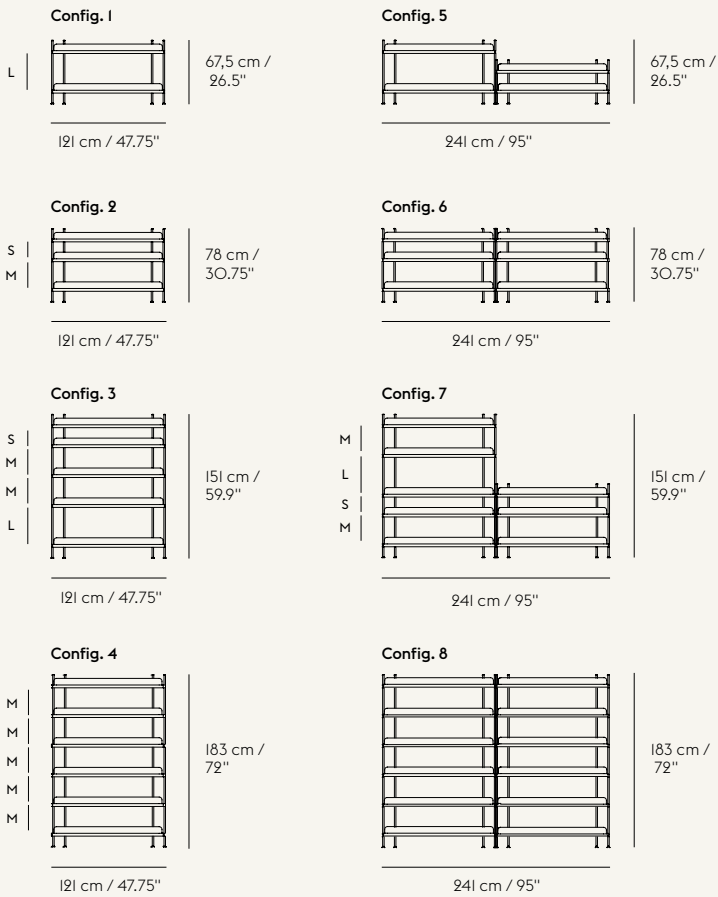 Config. 1
L
67,5 cm /
26.5"
121 cm / 47.75"
Config. 5
67,5 cm /
26.5"
241 cm / 95"
Config. 2
S
M
78 cm /
30.75"
121 cm / 47.75"
Config. 6
78 cm /
30.75"
241 cm / 95"
Config. 3
S
M
M
L
151 cm /
59.9"
121 cm / 47.75"
Config. 7
M
L
S
M
151 cm /
59.9"
241 cm / 95"
Config. 4
M
M
M
M
M
183 cm /
72"
121 cm / 47.75"
Config. 8
183 cm /
72"
241 cm / 95"